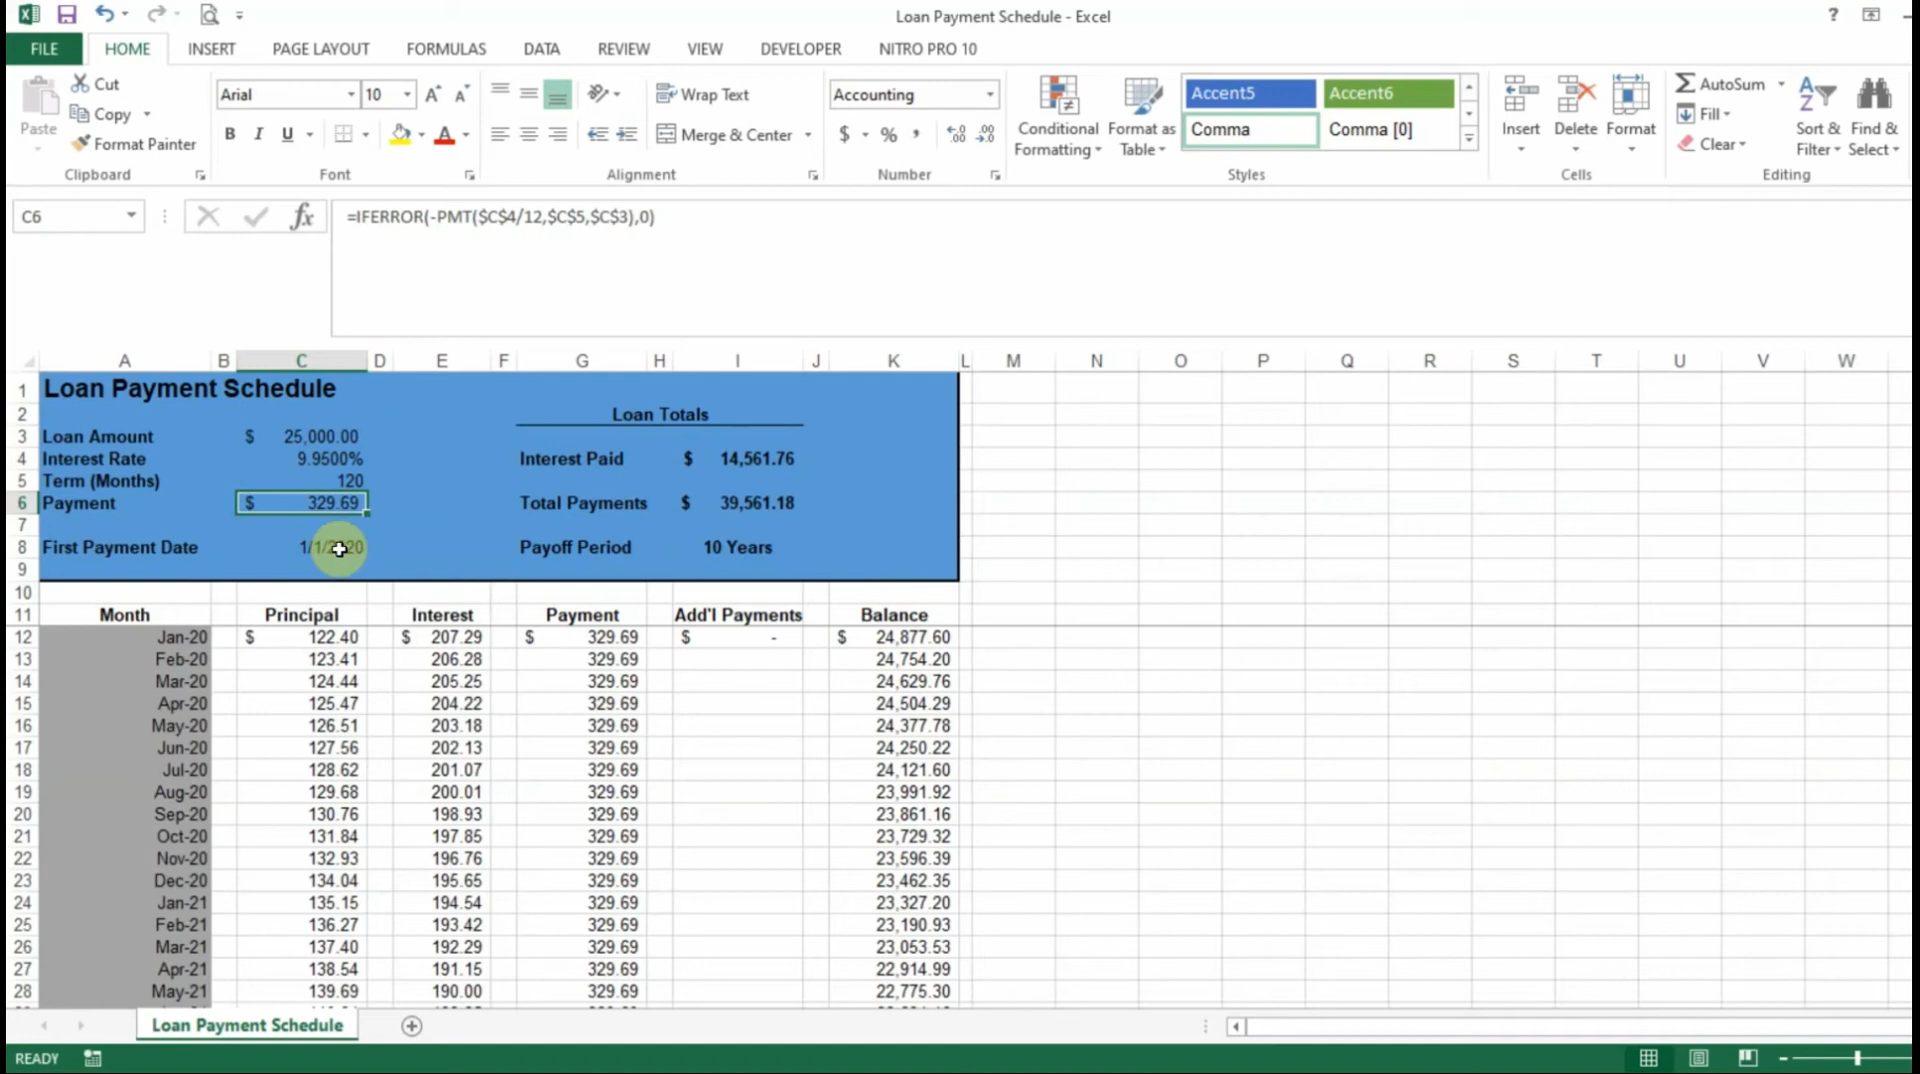 Loan Payment Schedule - Excel
?
FILE HOME INSERT PAGE LAYOUT FORMULAS DATA REVIEW VIEW DEVELOPER NITRO PRO 10
Paste
Cut
Copy
Format Painter
Clipboard
Arial 10
B I U
Font
Wrap Text
Merge & Center
Alignment
Accounting
$ % ,
Number
Conditional
Formatting
Format as
Table
Accent5 Accent6
Comma Comma [0]
Styles
Insert Delete Format
Cells
AutoSum
Fill
Clear
Sort &
Filter
Find &
Select
Editing
C6 fx =IFERROR(-PMT($C$4/12,$C$5,$C$3),0)
A B C D E F G H I J K L M N O P Q R S T U V W
1 Loan Payment Schedule
2 Loan Totals
3 Loan Amount $ 25,000.00
4 Interest Rate 9.9500% Interest Paid $ 14,561.76
5 Term (Months) 120
6 Payment $ 329.69 Total Payments $ 39,561.18
7
8 First Payment Date 1/1/2020 Payoff Period 10 Years
9
10
11 Month Principal Interest Payment Add'l Payments Balance
12 Jan-20 $ 122.40 $ 207.29 $ 329.69 $ - $ 24,877.60
13 Feb-20 123.41 206.28 329.69 24,754.20
14 Mar-20 124.44 205.25 329.69 24,629.76
15 Apr-20 125.47 204.22 329.69 24,504.29
16 May-20 126.51 203.18 329.69 24,377.78
17 Jun-20 127.56 202.13 329.69 24,250.22
18 Jul-20 128.62 201.07 329.69 24,121.60
19 Aug-20 129.68 200.01 329.69 23,991.92
20 Sep-20 130.76 198.93 329.69 23,861.16
21 Oct-20 131.84 197.85 329.69 23,729.32
22 Nov-20 132.93 196.76 329.69 23,596.39
23 Dec-20 134.04 195.65 329.69 23,462.35
24 Jan-21 135.15 194.54 329.69 23,327.20
25 Feb-21 136.27 193.42 329.69 23,190.93
26 Mar-21 137.40 192.29 329.69 23,053.53
27 Apr-21 138.54 191.15 329.69 22,914.99
28 May-21 139.69 190.00 329.69 22,775.30
Loan Payment Schedule
READY